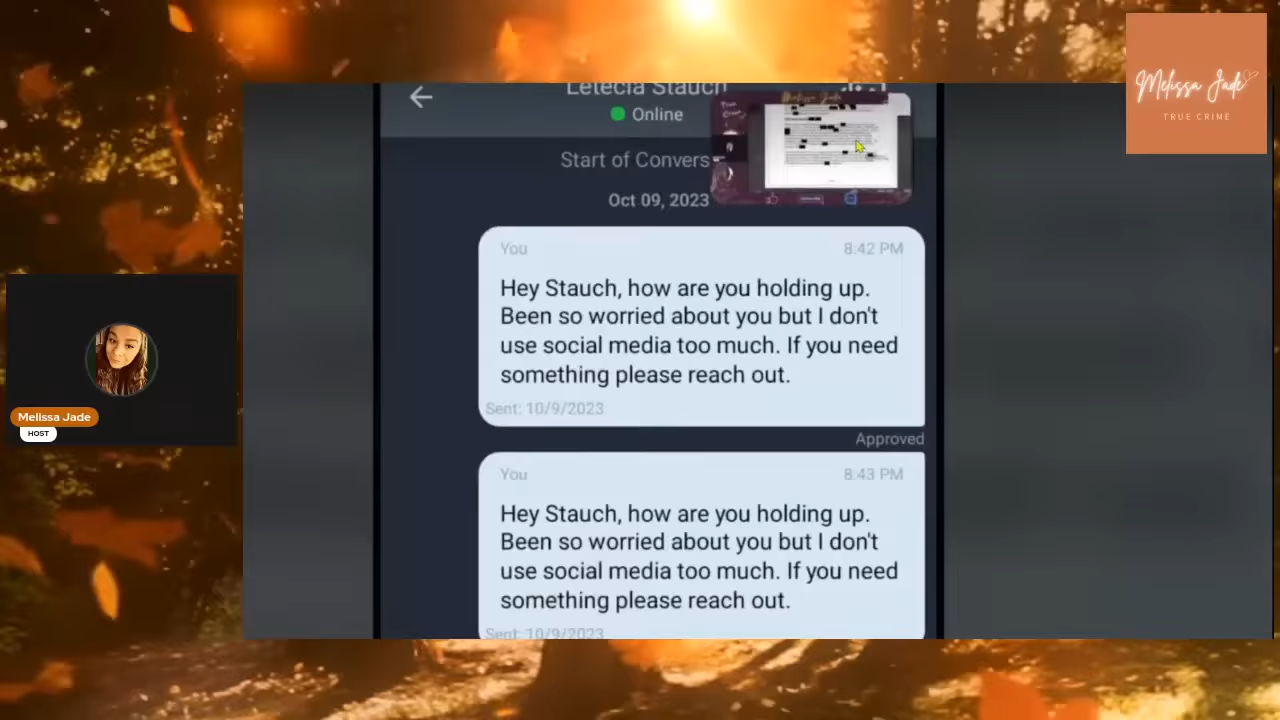 Melissa Jade
TRUE CRIME
Letecia Stauch
Online
Start of Convers
Oct 09, 2023
You 8:42 PM
Hey Stauch, how are you holding up.
Been so worried about you but I don't
use social media too much. If you need
something please reach out.
Sent: 10/9/2023
Approved
You 8:43 PM
Hey Stauch, how are you holding up.
Been so worried about you but I don't
use social media too much. If you need
something please reach out.
Sent: 10/9/2023
Melissa Jade
HOST